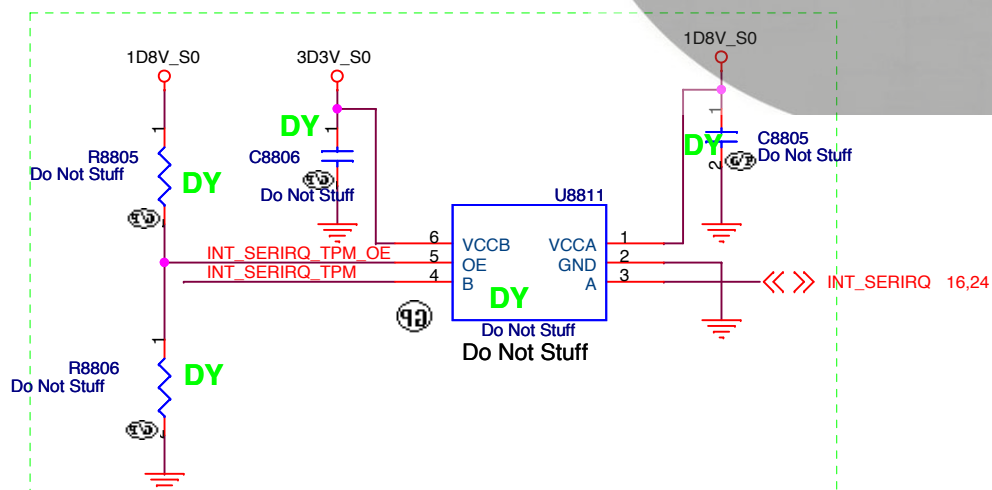 1D8V_S0
3D3V_S0
1D8V_S0
1
DY
1
1
R8805
Do Not Stuff
DY
C8806
Do Not Stuff
DY
C8805
Do Not Stuff
2
U8811
INT_SERIRQ_TPM_OE
INT_SERIRQ_TPM
6
5
4
VCCB
OE
B
VCCA
GND
A
1
2
3
DY
INT_SERIRQ 16,24
GP
Do Not Stuff
Do Not Stuff
1
R8806
Do Not Stuff
DY